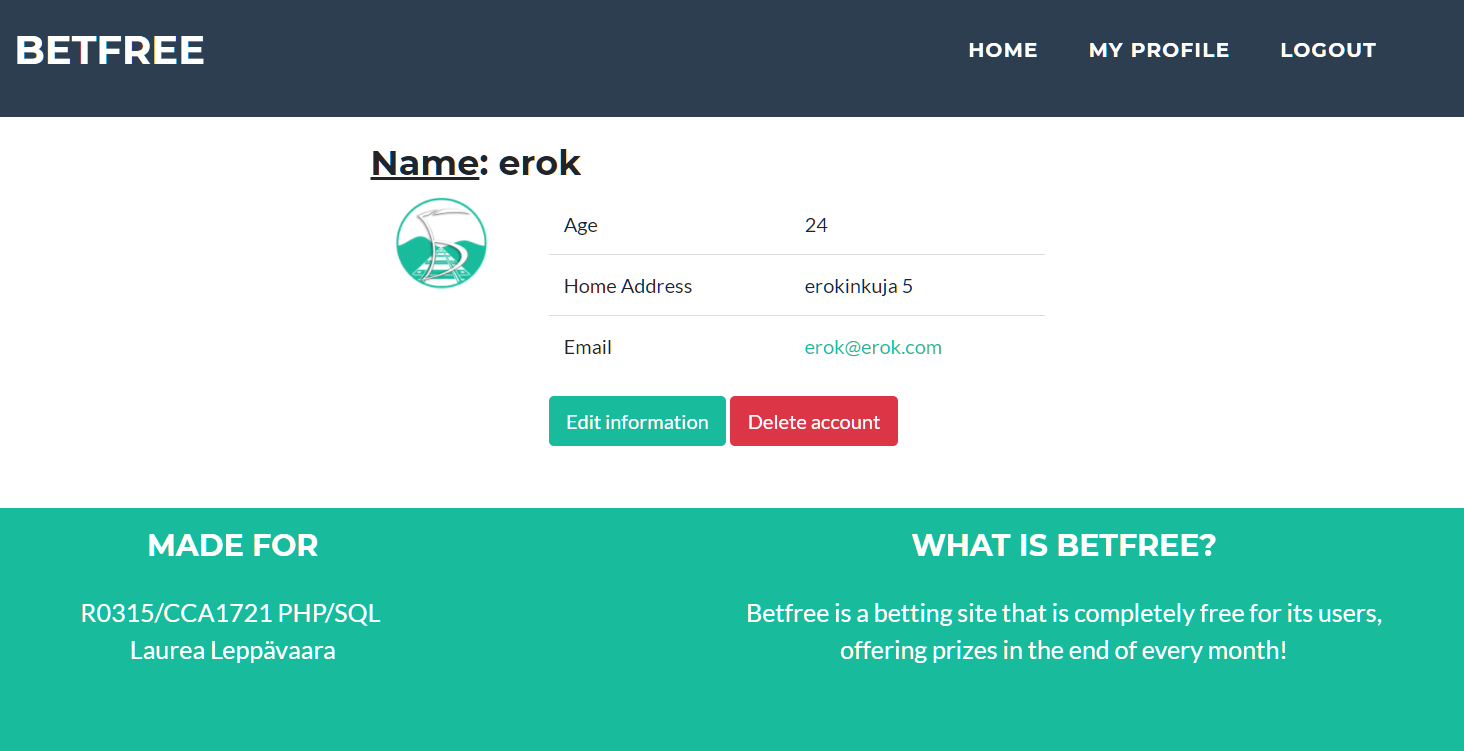 BETFREE
HOME MY PROFILE LOGOUT
Name: erok
Age 24
Home Address erokinkuja 5
Email erok@erok.com
Edit information Delete account
MADE FOR
R0315/CCA1721 PHP/SQL
Laurea Leppävaara
WHAT IS BETFREE?
Betfree is a betting site that is completely free for its users,
offering prizes in the end of every month!